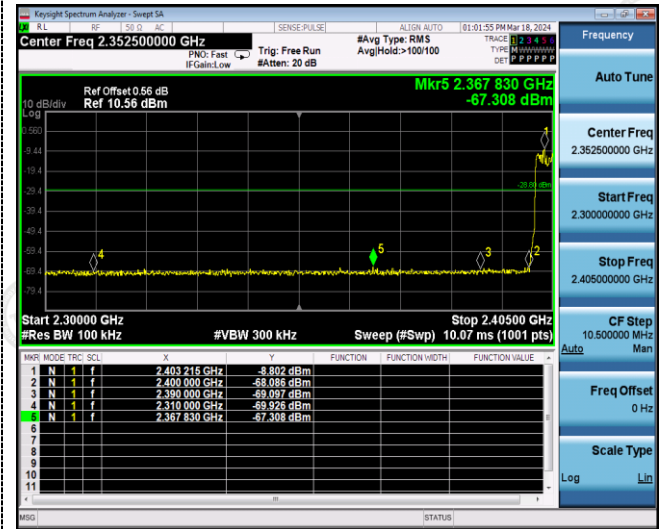 Keysight Spectrum Analyzer - Swept SA
RL RF 50 Ω AC SENSE:PULSE ALIGN AUTO 01:01:55 PM Mar 18, 2024
Center Freq 2.352500000 GHz
PNO: Fast
IFGain:Low
Trig: Free Run
#Atten: 20 dB
#Avg Type: RMS
Avg|Hold:>100/100
TRACE 1 2 3 4 5 6
TYPE M WWWWW
DET P P P P P P
Mkr5 2.367 830 GHz
-67.308 dBm
Ref Offset 0.56 dB
10 dB/div Ref 10.56 dBm
Log
0.560
-9.44
-19.4
-29.4
-39.4
-49.4
-59.4
-69.4
-79.4
-28.80 dBm
1
4
5
3
2
Start 2.30000 GHz Stop 2.40500 GHz
#Res BW 100 kHz #VBW 300 kHz Sweep (#Swp) 10.07 ms (1001 pts)
MKR MODE TRC SCL X Y FUNCTION FUNCTION WIDTH FUNCTION VALUE
1 N 1 f 2.403 215 GHz -8.802 dBm
2 N 1 f 2.400 000 GHz -68.086 dBm
3 N 1 f 2.390 000 GHz -69.097 dBm
4 N 1 f 2.310 000 GHz -69.926 dBm
5 N 1 f 2.367 830 GHz -67.308 dBm
6
7
8
9
10
11
MSG STATUS
Frequency
Auto Tune
Center Freq
2.352500000 GHz
Start Freq
2.300000000 GHz
Stop Freq
2.405000000 GHz
CF Step
10.500000 MHz
Auto Man
Freq Offset
0 Hz
Scale Type
Log Lin